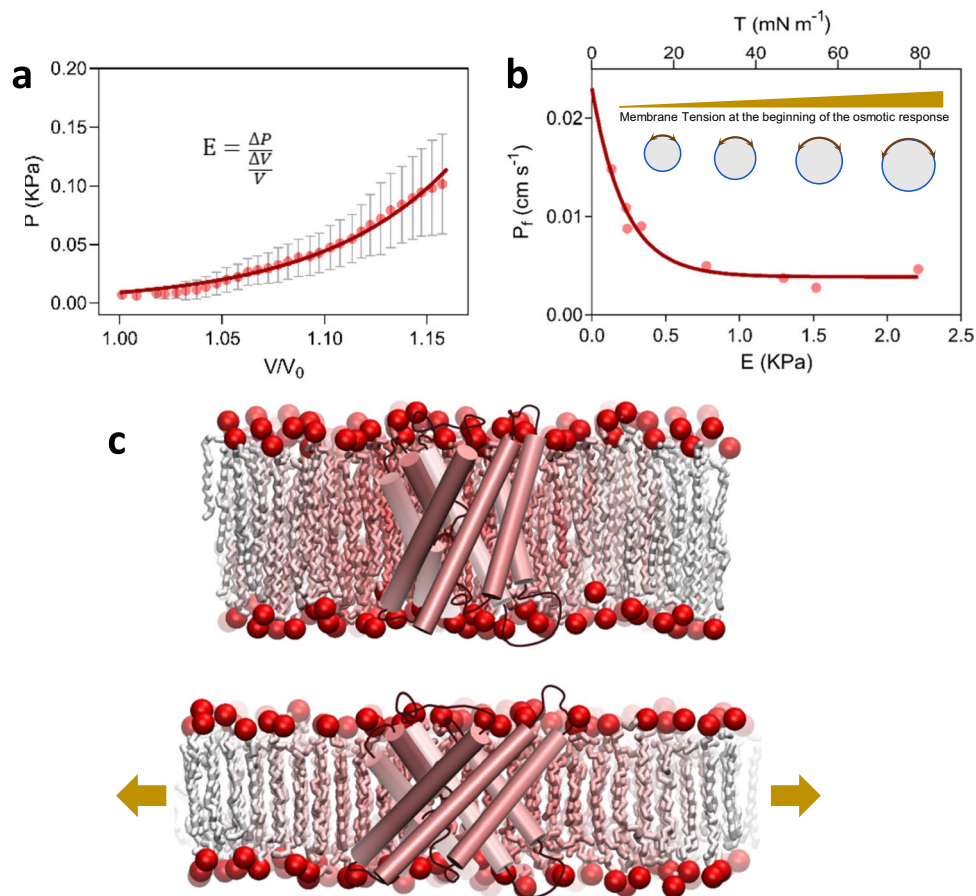 a
0.20
0.15
0.10
0.05
0.00
P (KPa)
E = ΔP
ΔV
V
1.00
1.05
1.10
1.15
V/V₀
b
T (mN m⁻¹)
0
20
40
60
80
Membrane Tension at the beginning of the osmotic response
0.02
0.01
0.00
P_f (cm s⁻¹)
0.0
0.5
1.0
1.5
2.0
2.5
E (KPa)
c